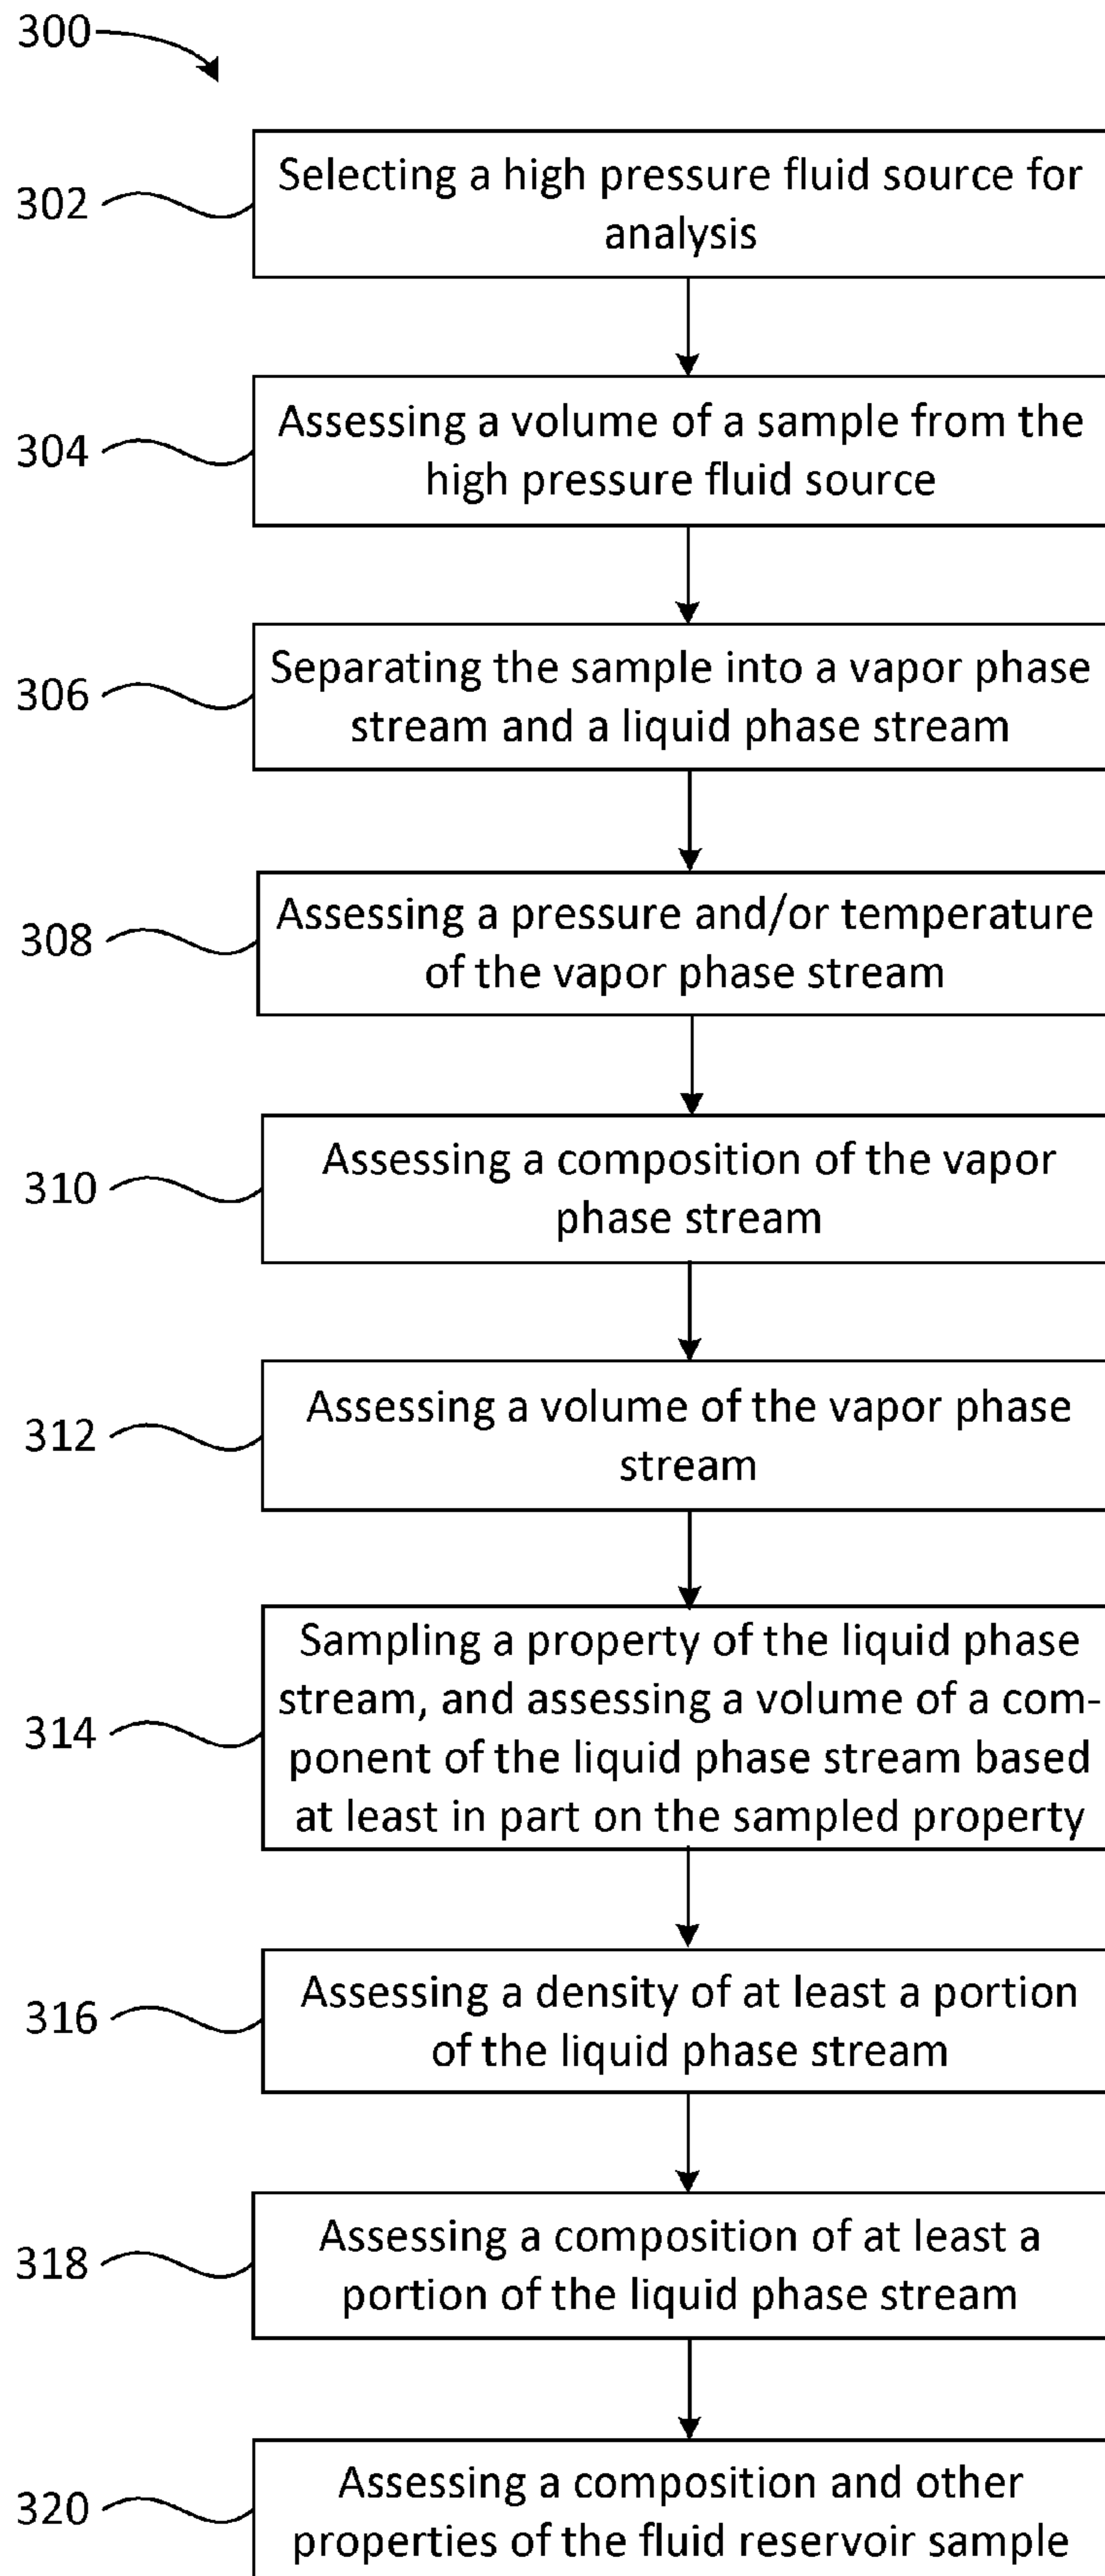 300
302
Selecting a high pressure fluid source for
analysis
304
Assessing a volume of a sample from the
high pressure fluid source
306
Separating the sample into a vapor phase
stream and a liquid phase stream
308
Assessing a pressure and/or temperature
of the vapor phase stream
310
Assessing a composition of the vapor
phase stream
312
Assessing a volume of the vapor phase
stream
314
Sampling a property of the liquid phase
stream, and assessing a volume of a com-
ponent of the liquid phase stream based
at least in part on the sampled property
316
Assessing a density of at least a portion
of the liquid phase stream
318
Assessing a composition of at least a
portion of the liquid phase stream
320
Assessing a composition and other
properties of the fluid reservoir sample